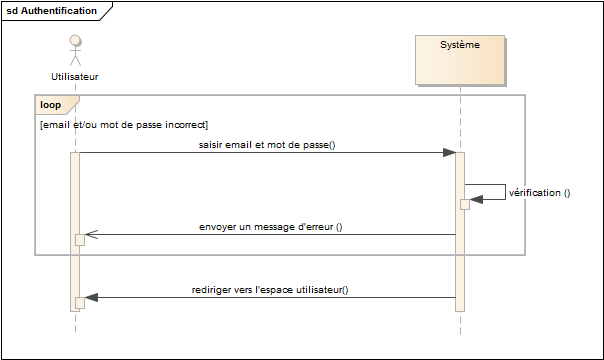 sd Authentification
Utilisateur
Système
loop
[email et/ou mot de passe incorrect]
saisir email et mot de passe()
vérification ()
envoyer un message d'erreur ()
rediriger vers l'espace utilisateur()